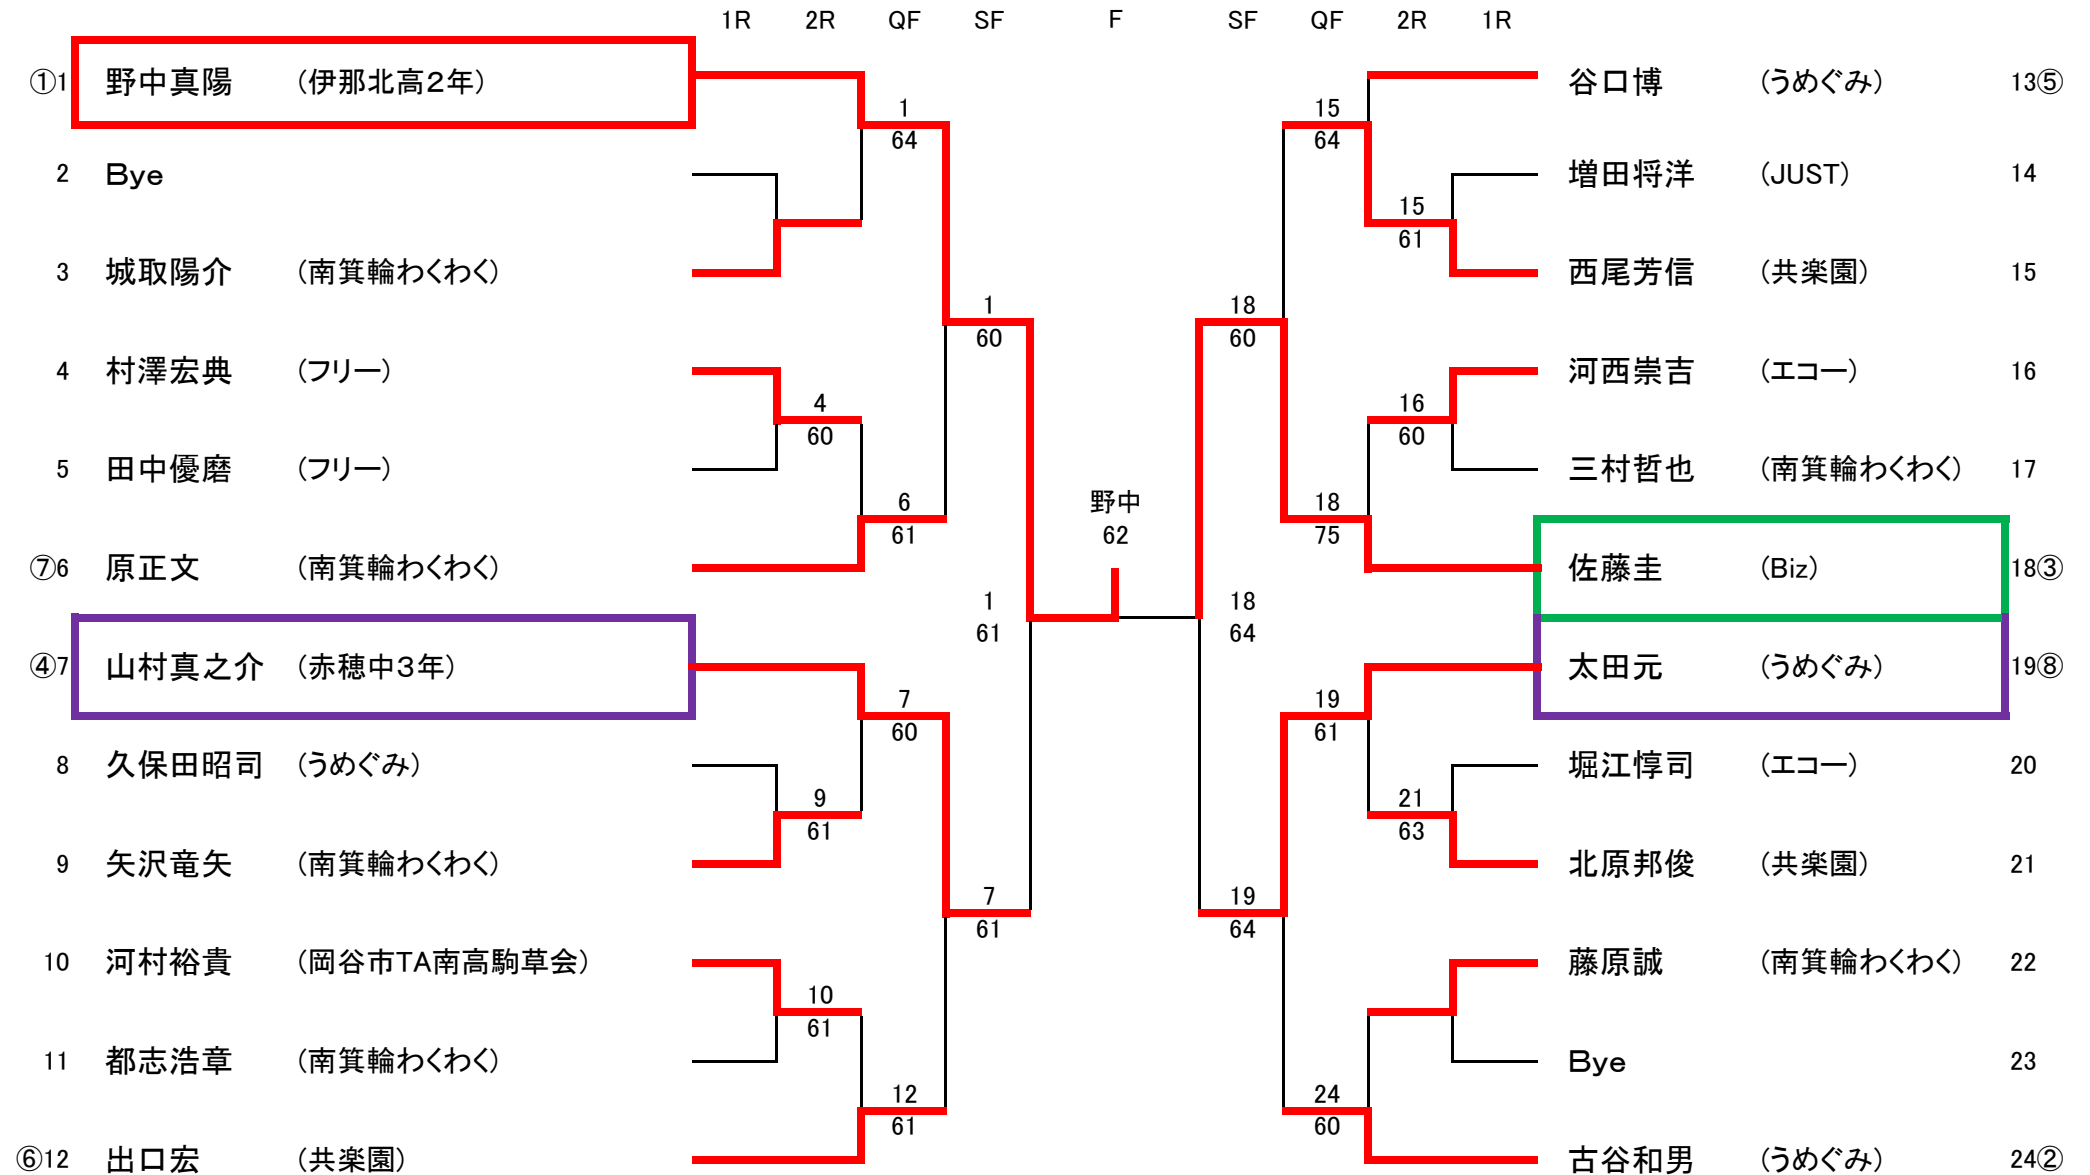 1R 2R QF SF F SF QF 2R 1R
①1 野中真陽 (伊那北高2年) 谷口博 (うめぐみ) 13⑤
1 15
64 64
2 Bye 増田将洋 (JUST) 14
15
61
3 城取陽介 (南箕輪わくわく) 西尾芳信 (共楽園) 15
1 18
60 60
4 村澤宏典 (フリー) 河西崇吉 (エコー) 16
4 16
60 60
5 田中優磨 (フリー) 三村哲也 (南箕輪わくわく) 17
6 野中 18
61 62 75
⑦6 原正文 (南箕輪わくわく) 佐藤圭 (Biz) 18③
1 18
61 64
④7 山村真之介 (赤穂中3年) 太田元 (うめぐみ) 19⑧
7 19
60 61
8 久保田昭司 (うめぐみ) 堀江惇司 (エコー) 20
9 21
61 63
9 矢沢竜矢 (南箕輪わくわく) 北原邦俊 (共楽園) 21
7 19
61 64
10 河村裕貴 (岡谷市TA南高駒草会) 藤原誠 (南箕輪わくわく) 22
10
61
11 都志浩章 (南箕輪わくわく) Bye 23
12 24
61 60
⑥12 出口宏 (共楽園) 古谷和男 (うめぐみ) 24②